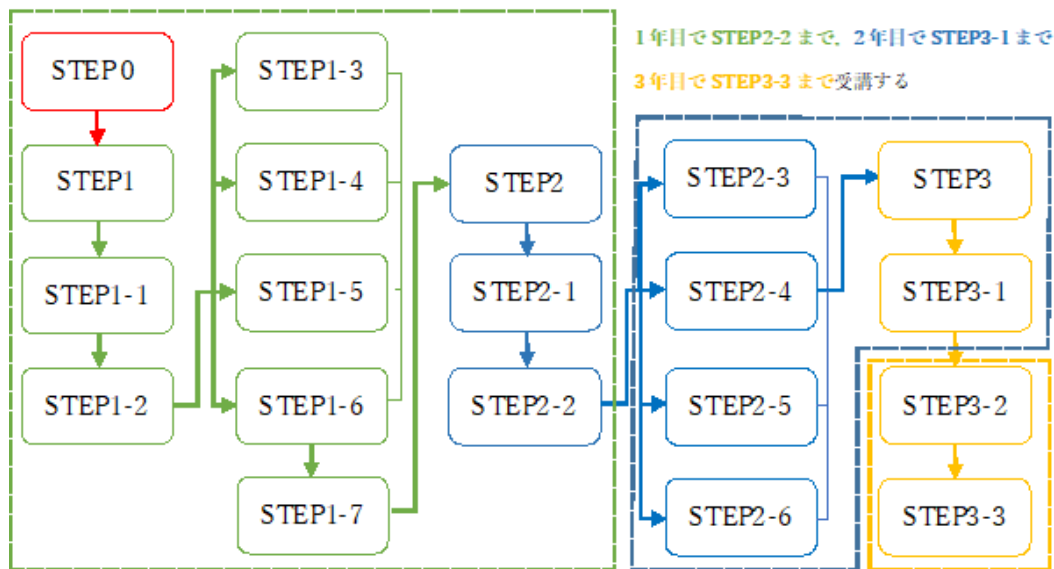 1年目でSTEP2-2まで，2年目でSTEP3-1まで
3年目でSTEP3-3まで受講する
STEP0
STEP1
STEP1-1
STEP1-2
STEP1-3
STEP1-4
STEP1-5
STEP1-6
STEP1-7
STEP2
STEP2-1
STEP2-2
STEP2-3
STEP2-4
STEP2-5
STEP2-6
STEP3
STEP3-1
STEP3-2
STEP3-3